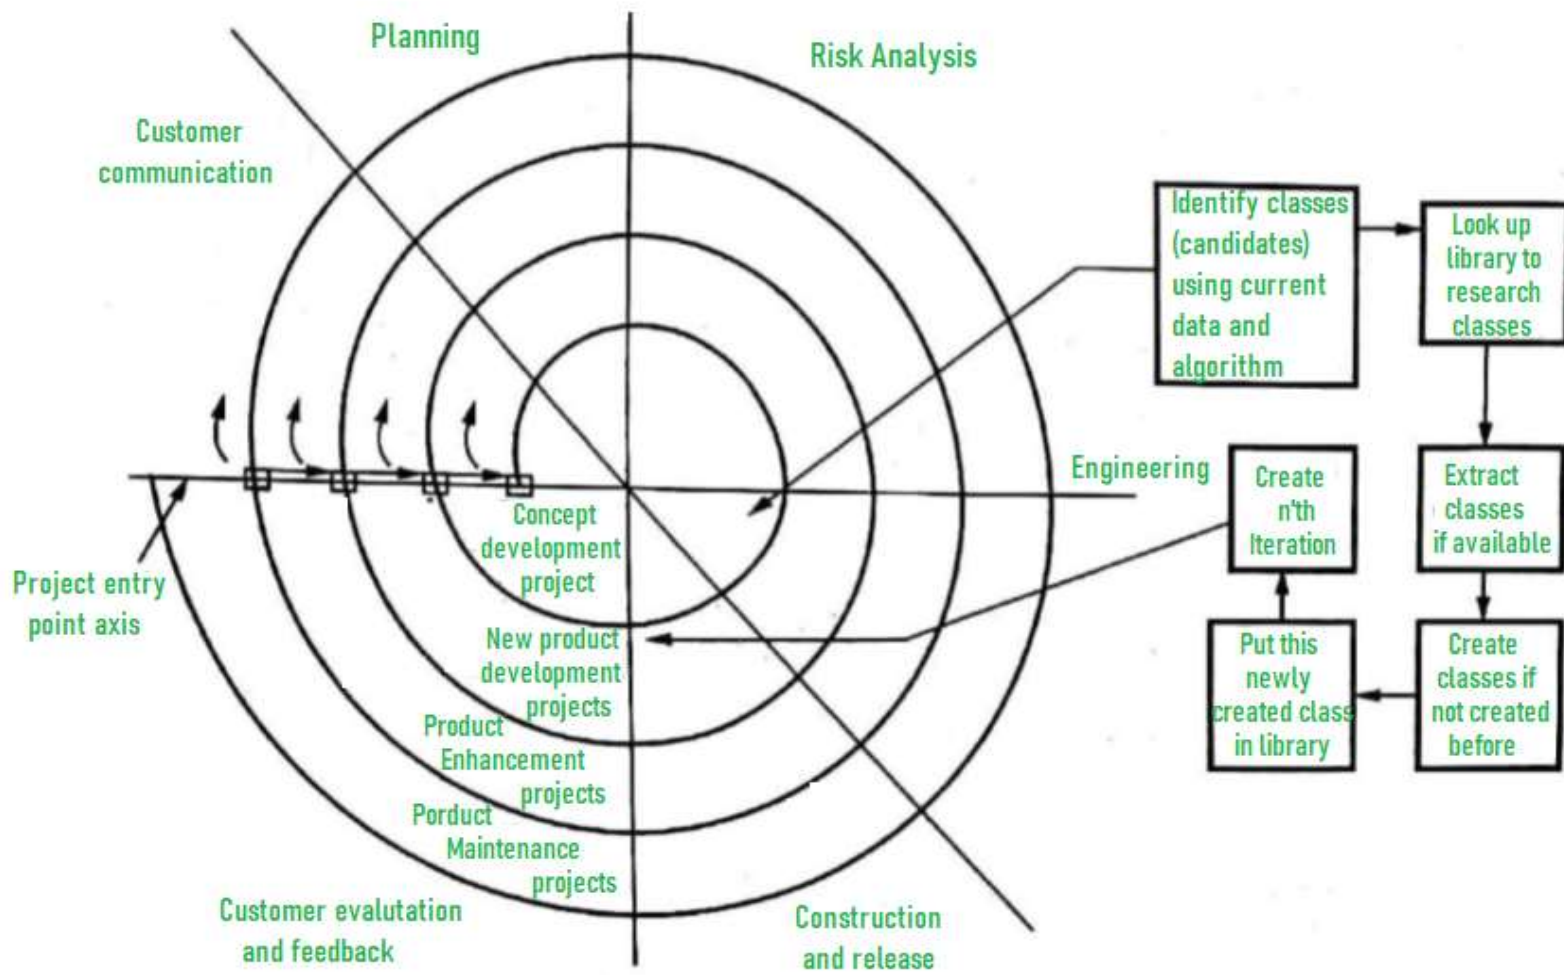 Planning
Risk Analysis
Customer
communication
Identify classes
(candidates)
using current
data and
algorithm
Look up
library to
research
classes
Engineering
Create
n'th
Iteration
Extract
classes
if available
Concept
development
project
Project entry
point axis
New product
development
projects
Put this
newly
created class
in library
Create
classes if
not created
before
Product
Enhancement
projects
Porduct
Maintenance
projects
Customer evalutation
and feedback
Construction
and release